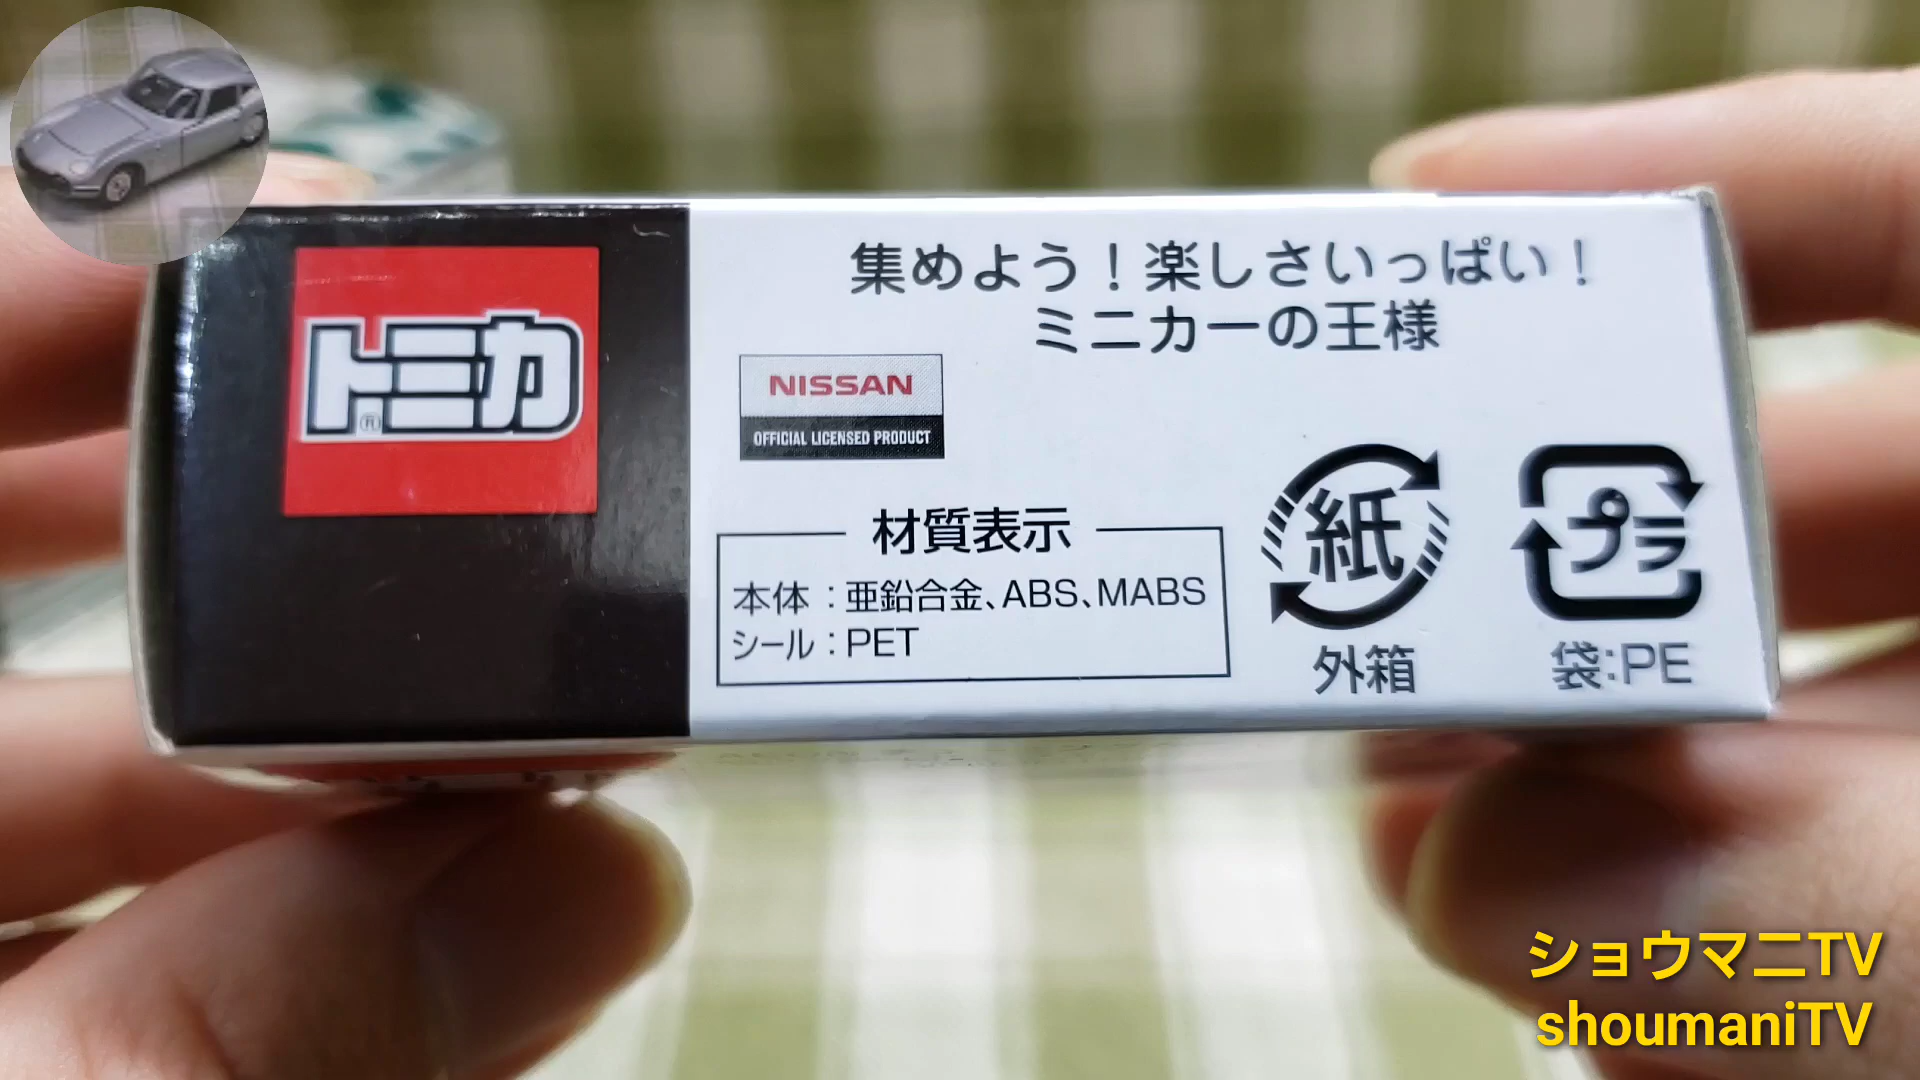 トミカ
®
集めよう！楽しさいっぱい！
ミニカーの王様
NISSAN
OFFICIAL LICENSED PRODUCT
材質表示
本体：亜鉛合金、ABS、MABS
シール：PET
紙
外箱
プラ
袋:PE
ショウマニTV
shoumaniTV